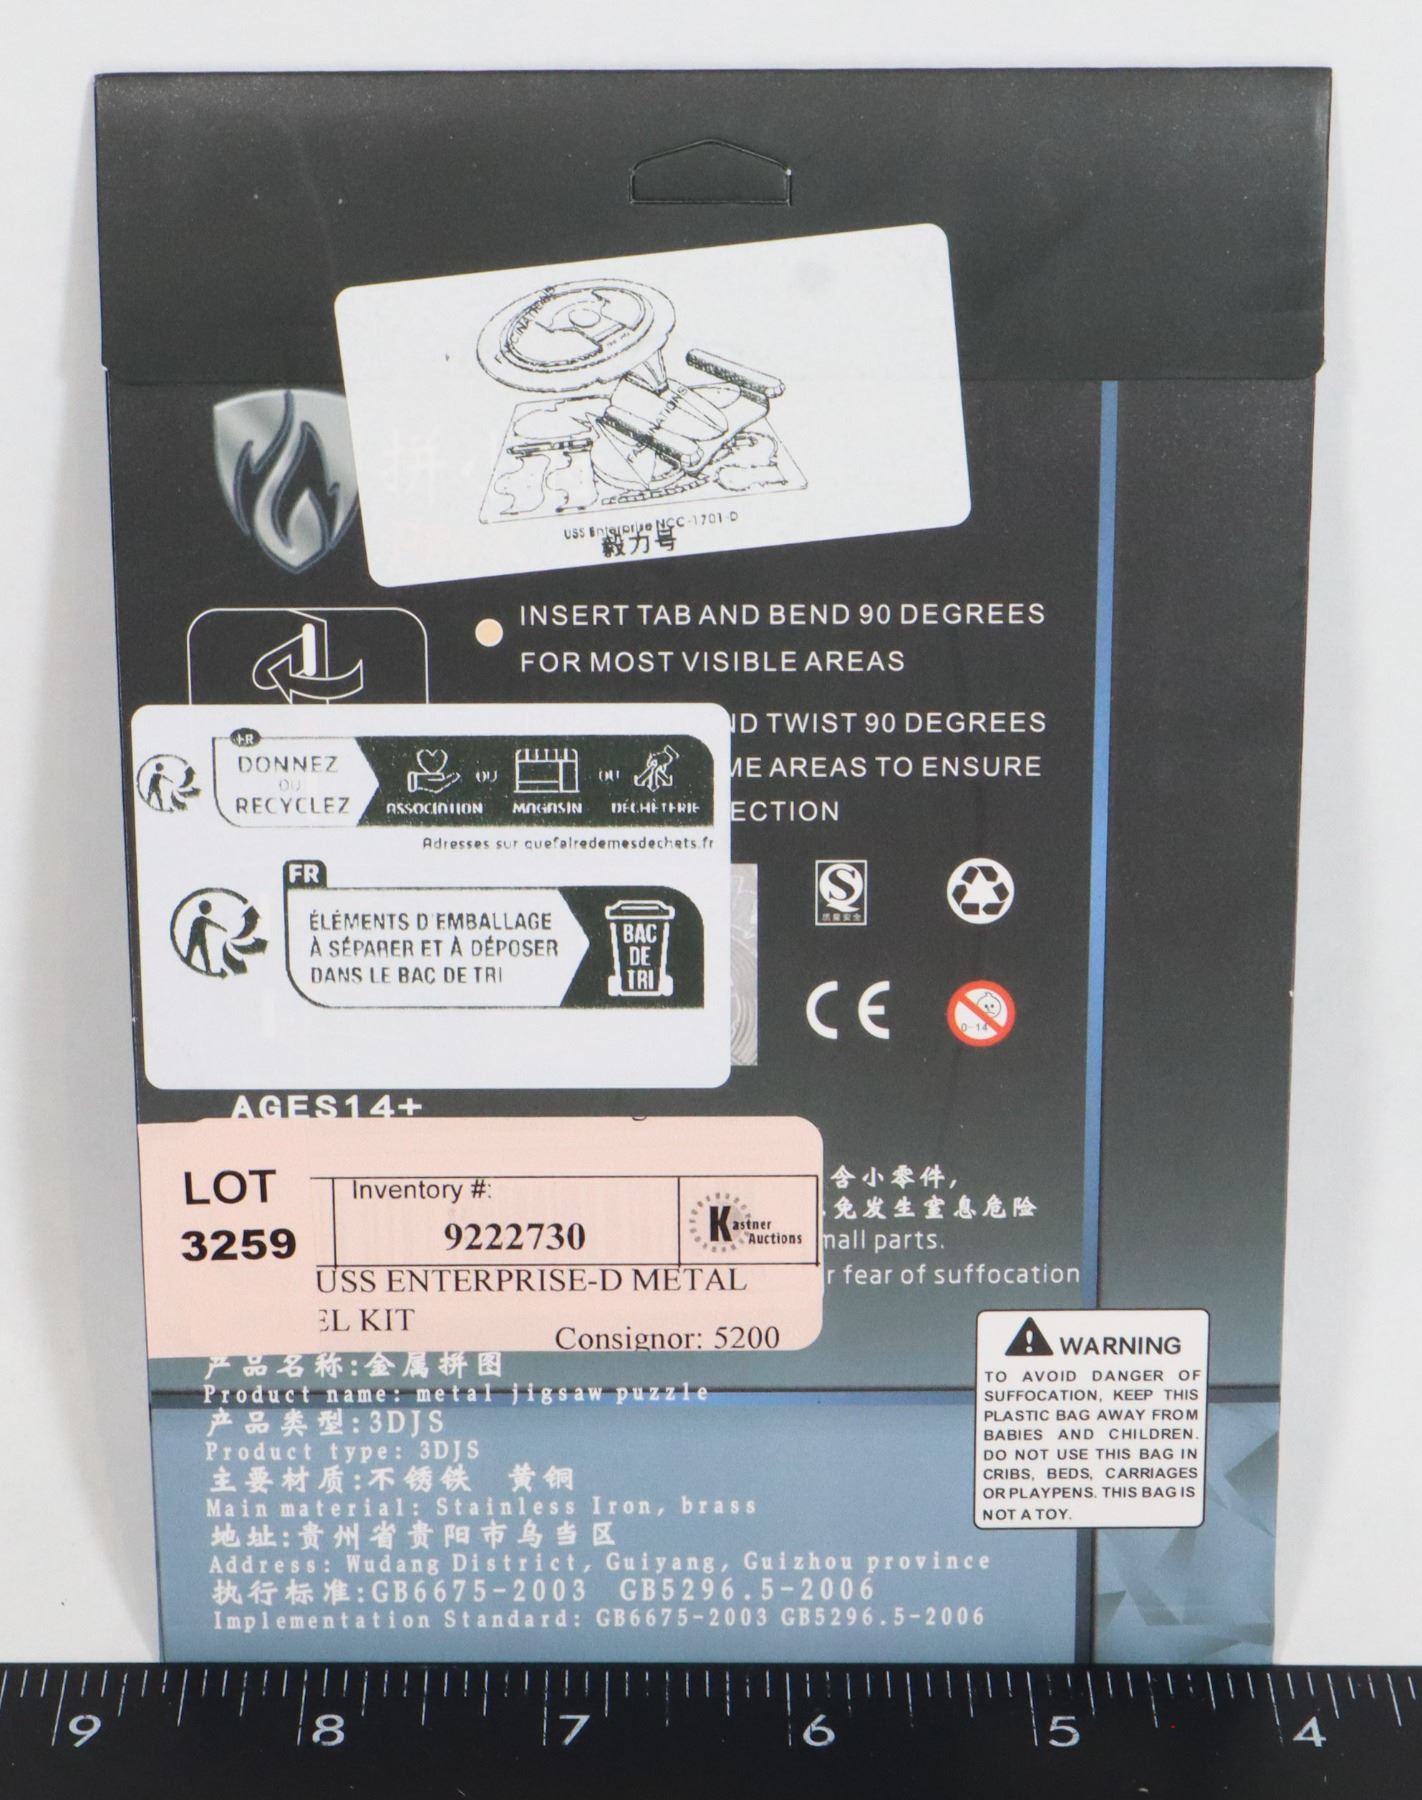 FASCINATIONS
USS Enterprise NCC-1701-D
毅力号
INSERT TAB AND BEND 90 DEGREES
FOR MOST VISIBLE AREAS
ND TWIST 90 DEGREES
ME AREAS TO ENSURE
ECTION
+R
DONNEZ
OU
RECYCLEZ
ASSOCIATION OU MAGASIN OU DÉCHÈTERIE
Adresses sur quefairedemesdechets.fr
FR
ÉLÉMENTS D'EMBALLAGE
À SÉPARER ET À DÉPOSER
DANS LE BAC DE TRI
BAC
DE
TRI
质量安全
CE
0-14
AGES14+
LOT
3259
Inventory #:
9222730
Kastner
Auctions
USS ENTERPRISE-D METAL
EL KIT
Consignor: 5200
含小零件,
免发生窒息危险
mall parts.
r fear of suffocation
WARNING
TO AVOID DANGER OF
SUFFOCATION, KEEP THIS
PLASTIC BAG AWAY FROM
BABIES AND CHILDREN.
DO NOT USE THIS BAG IN
CRIBS, BEDS, CARRIAGES
OR PLAYPENS. THIS BAG IS
NOT A TOY.
产品名称:金属拼图
Product name: metal jigsaw puzzle
产品类型:3DJS
Product type: 3DJS
主要材质:不锈铁 黄铜
Main material: Stainless Iron, brass
地址:贵州省贵阳市乌当区
Address: Wudang District, Guiyang, Guizhou province
执行标准:GB6675-2003 GB5296.5-2006
Implementation Standard: GB6675-2003 GB5296.5-2006
9 8 7 6 5 4